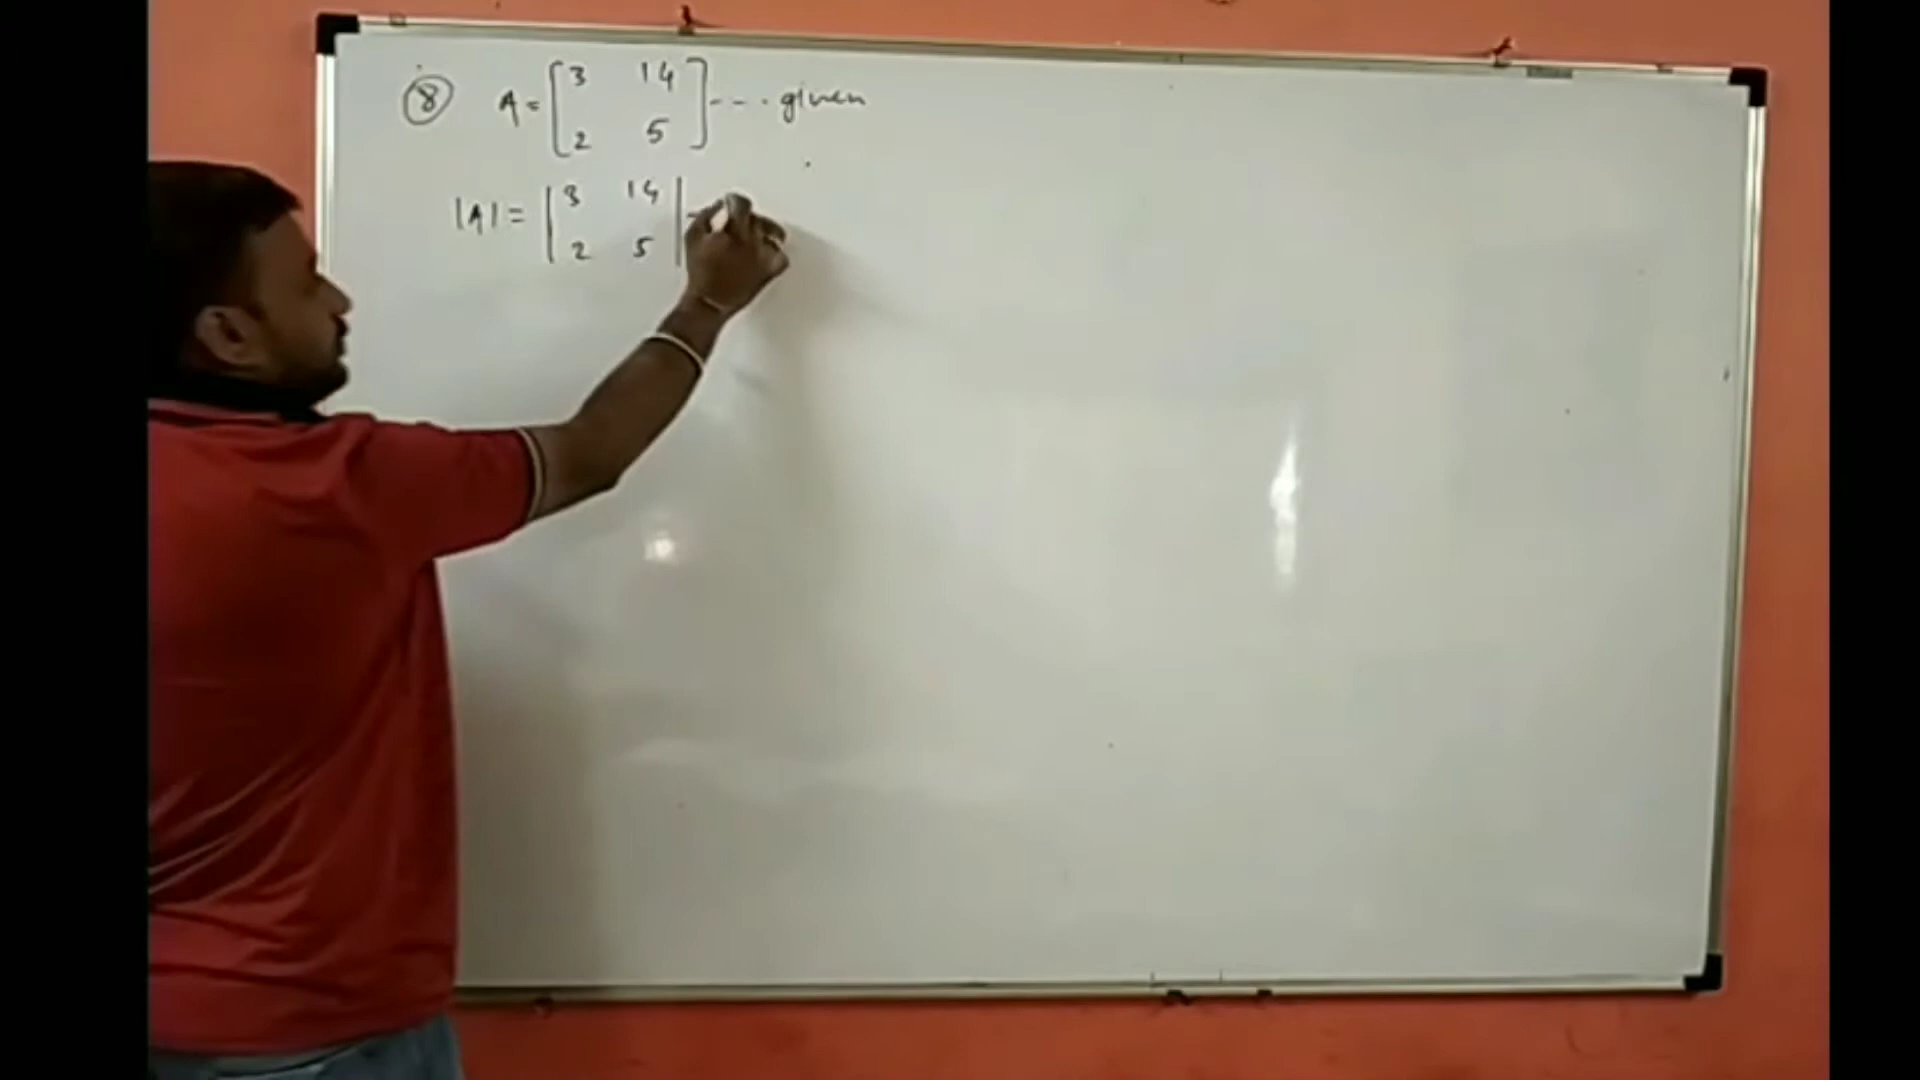 ⑧ A = [3 14] --- given
[2 5]
|A| = |3 14|
|2 5|